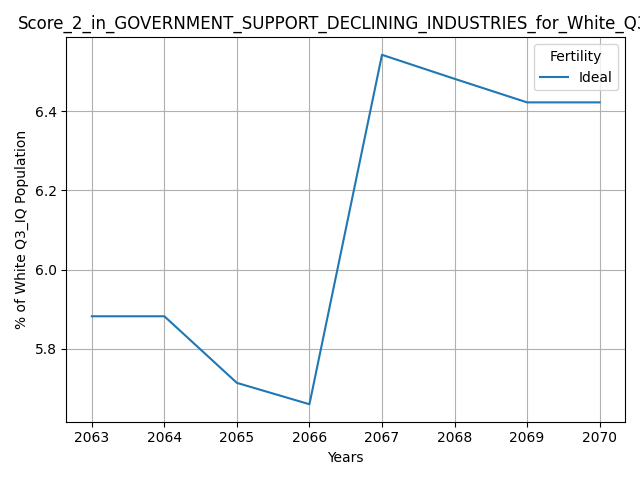 Score_2_in_GOVERNMENT_SUPPORT_DECLINING_INDUSTRIES_for_White_Q3
Fertility
Ideal
% of White Q3_IQ Population
6.4
6.2
6.0
5.8
2063 2064 2065 2066 2067 2068 2069 2070
Years